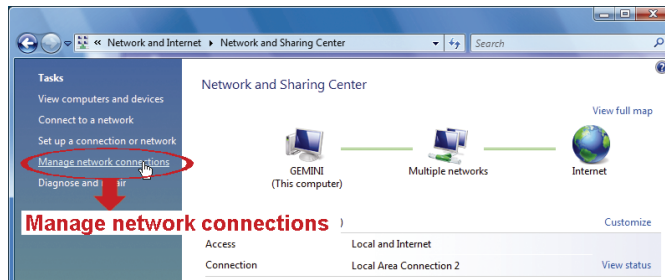 « Network and Internet ▸ Network and Sharing Center
Search
Tasks
View computers and devices
Connect to a network
Set up a connection or network
Manage network connections
Diagnose and
Network and Sharing Center
View full map
GEMINI
(This computer)
Multiple networks
Internet
Manage network connections
)
Customize
Access
Local and Internet
Connection
Local Area Connection 2
View status